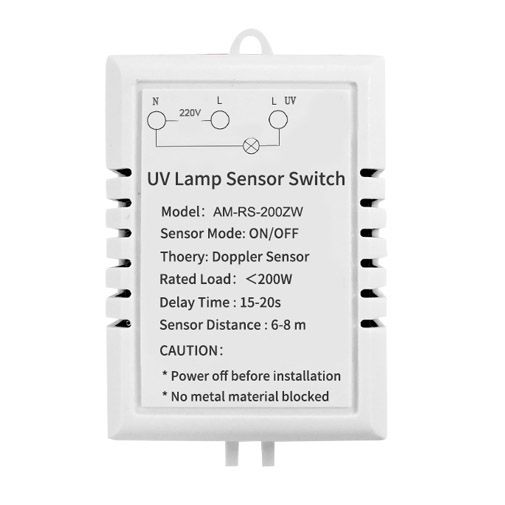 N L L UV
220V
UV Lamp Sensor Switch
Model: AM-RS-200ZW
Sensor Mode: ON/OFF
Thoery: Doppler Sensor
Rated Load: <200W
Delay Time : 15-20s
Sensor Distance : 6-8 m
CAUTION:
* Power off before installation
* No metal material blocked